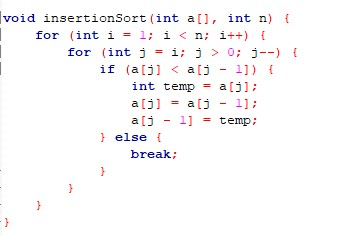 void insertionSort(int a[], int n) {
    for (int i = 1; i < n; i++) {
        for (int j = i; j > 0; j--) {
            if (a[j] < a[j - 1]) {
                int temp = a[j];
                a[j] = a[j - 1];
                a[j - 1] = temp;
            } else {
                break;
            }
        }
    }
}